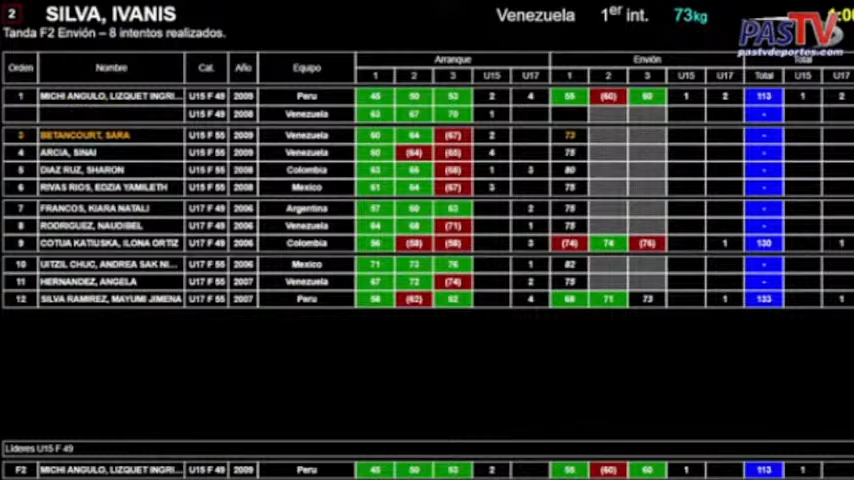 2 SILVA, IVANIS Venezuela 1er int. 73kg
PASTV
Tanda F2 Envión – 8 intentos realizados.
pastvdeportes.com
Arranque Envión Total
Orden Nombre Cat. Año Equipo 1 2 3 U15 U17 1 2 3 U15 U17 Total U15 U17
1 MICHI ANGULO, LIZQUET INGRI... U15 F 49 2009 Peru 45 50 53 2 4 55 (60) 60 1 2 113 1 2
U15 F 49 2008 Venezuela 63 67 70 1 -
3 BETANCOURT, SARA U15 F 55 2009 Venezuela 60 64 (67) 2 73 -
4 ARCIA, SINAI U15 F 55 2009 Venezuela 60 (64) (65) 4 75 -
5 DIAZ RUZ, SHARON U15 F 55 2008 Colombia 63 66 (68) 1 3 80 -
6 RIVAS RIOS, EDZIA YAMILETH U15 F 55 2008 Mexico 61 64 (67) 3 75 -
7 FRANCOS, KIARA NATALI U17 F 49 2006 Argentina 57 60 63 2 75 -
8 RODRIGUEZ, NAUDIBEL U17 F 49 2006 Venezuela 64 68 (71) 1 75 -
9 COTUA KATIUSKA, ILONA ORTIZ U17 F 49 2006 Colombia 56 (58) (58) 3 (74) 74 (76) 1 130 1
10 UITZIL CHUC, ANDREA SAK NI... U17 F 55 2006 Mexico 71 73 76 1 82 -
11 HERNANDEZ, ANGELA U17 F 55 2007 Venezuela 67 72 (74) 2 75 -
12 SILVA RAMIREZ, MAYUMI JIMENA U17 F 55 2007 Peru 58 (62) 62 4 68 71 73 1 133 1
Líderes U15 F 49
F2 MICHI ANGULO, LIZQUET INGRI... U15 F 49 2009 Peru 45 50 53 2 55 (60) 60 1 113 1